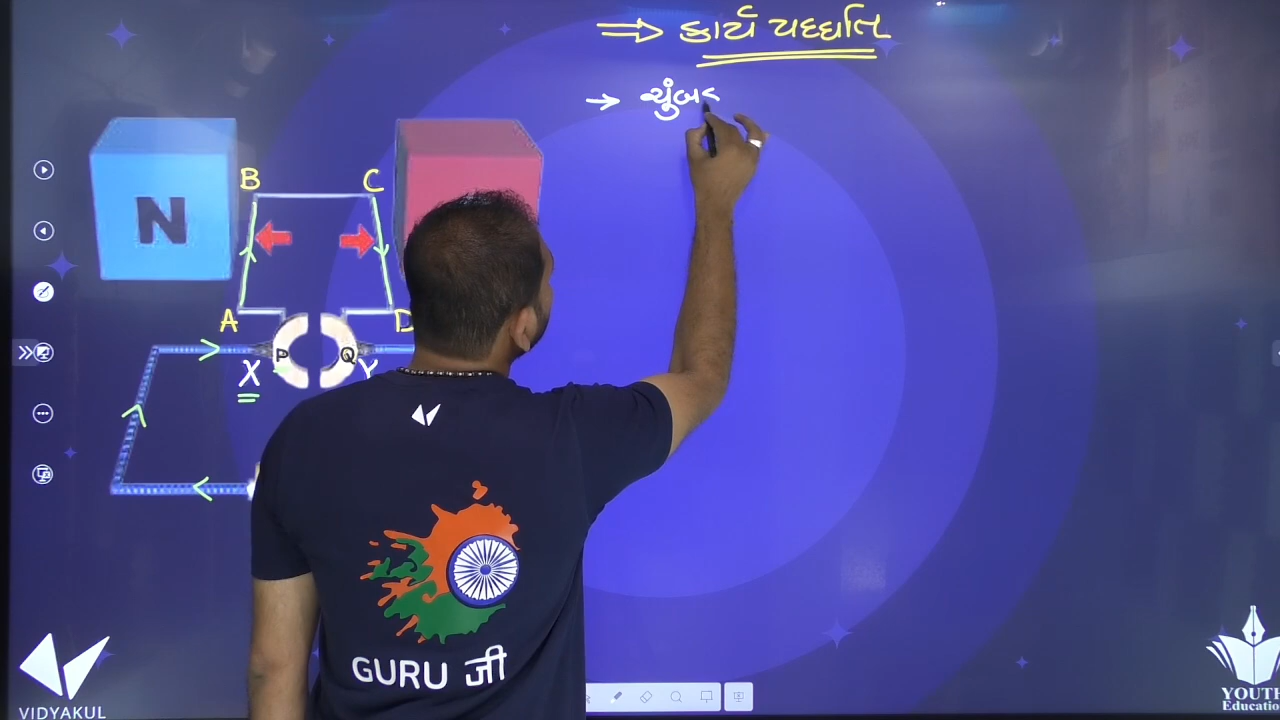 ⇒ કાર્ય પદ્ધતિ
→ ચુંબક
B C
N
A D
P Q
X Y
GURU जी
VIDYAKUL
YOUTH
Education